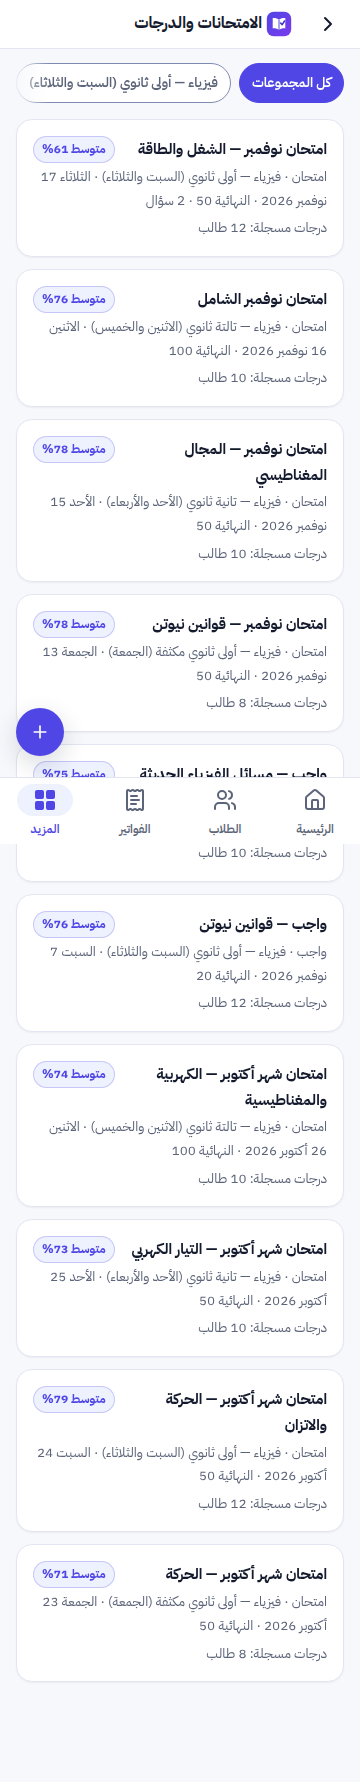 الامتحانات والدرجات
كل المجموعات
فيزياء — أولى ثانوي (السبت والثلاثاء)
امتحان نوفمبر — الشغل والطاقة
متوسط 61%
امتحان · فيزياء — أولى ثانوي (السبت والثلاثاء) · الثلاثاء 17
نوفمبر 2026 · النهائية 50 · 2 سؤال
درجات مسجلة: 12 طالب
امتحان نوفمبر الشامل
متوسط 76%
امتحان · فيزياء — تالتة ثانوي (الاثنين والخميس) · الاثنين
16 نوفمبر 2026 · النهائية 100
درجات مسجلة: 10 طالب
امتحان نوفمبر — المجال
المغناطيسي
متوسط 78%
امتحان · فيزياء — تانية ثانوي (الأحد والأربعاء) · الأحد 15
نوفمبر 2026 · النهائية 50
درجات مسجلة: 10 طالب
امتحان نوفمبر — قوانين نيوتن
متوسط 78%
امتحان · فيزياء — أولى ثانوي مكثفة (الجمعة) · الجمعة 13
نوفمبر 2026 · النهائية 50
درجات مسجلة: 8 طالب
واجب — مسائل الفيزياء الحديثة
متوسط 75%
الرئيسية
الطلاب
الفواتير
المزيد
درجات مسجلة: 10 طالب
واجب — قوانين نيوتن
متوسط 76%
واجب · فيزياء — أولى ثانوي (السبت والثلاثاء) · السبت 7
نوفمبر 2026 · النهائية 20
درجات مسجلة: 12 طالب
امتحان شهر أكتوبر — الكهربية
والمغناطيسية
متوسط 74%
امتحان · فيزياء — تالتة ثانوي (الاثنين والخميس) · الاثنين
26 أكتوبر 2026 · النهائية 100
درجات مسجلة: 10 طالب
امتحان شهر أكتوبر — التيار الكهربي
متوسط 73%
امتحان · فيزياء — تانية ثانوي (الأحد والأربعاء) · الأحد 25
أكتوبر 2026 · النهائية 50
درجات مسجلة: 10 طالب
امتحان شهر أكتوبر — الحركة
والاتزان
متوسط 79%
امتحان · فيزياء — أولى ثانوي (السبت والثلاثاء) · السبت 24
أكتوبر 2026 · النهائية 50
درجات مسجلة: 12 طالب
امتحان شهر أكتوبر — الحركة
متوسط 71%
امتحان · فيزياء — أولى ثانوي مكثفة (الجمعة) · الجمعة 23
أكتوبر 2026 · النهائية 50
درجات مسجلة: 8 طالب